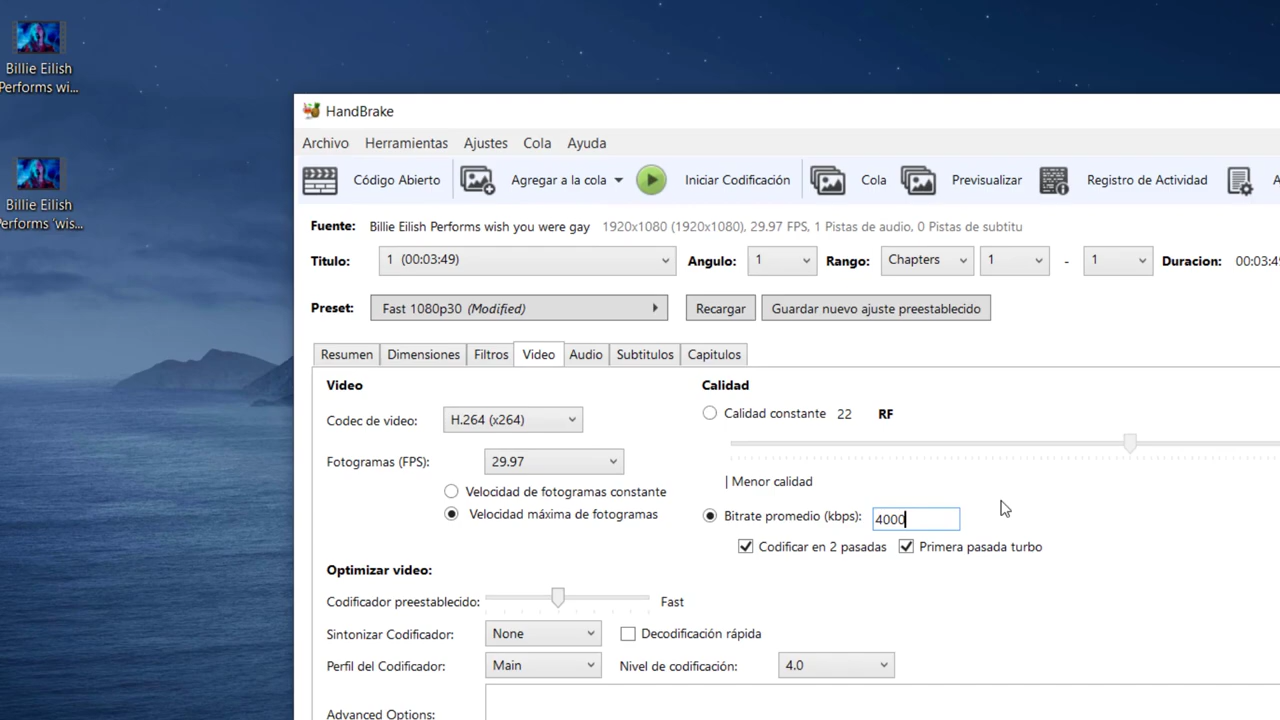 Billie Eilish
Performs wi...
Billie Eilish
Performs 'wis...
HandBrake
Archivo Herramientas Ajustes Cola Ayuda
Código Abierto Agregar a la cola Iniciar Codificación Cola Previsualizar Registro de Actividad A
Fuente: Billie Eilish Performs wish you were gay 1920x1080 (1920x1080), 29.97 FPS, 1 Pistas de audio, 0 Pistas de subtitu
Titulo: 1 (00:03:49) Angulo: 1 Rango: Chapters 1 - 1 Duracion: 00:03:49
Preset: Fast 1080p30 (Modified) Recargar Guardar nuevo ajuste preestablecido
Resumen Dimensiones Filtros Video Audio Subtitulos Capitulos
Video Calidad
Codec de video: H.264 (x264) Calidad constante 22 RF
Fotogramas (FPS): 29.97
| Menor calidad
Velocidad de fotogramas constante
Velocidad máxima de fotogramas Bitrate promedio (kbps): 4000
Codificar en 2 pasadas Primera pasada turbo
Optimizar video:
Codificador preestablecido: Fast
Sintonizar Codificador: None Decodificación rápida
Perfil del Codificador: Main Nivel de codificación: 4.0
Advanced Options: